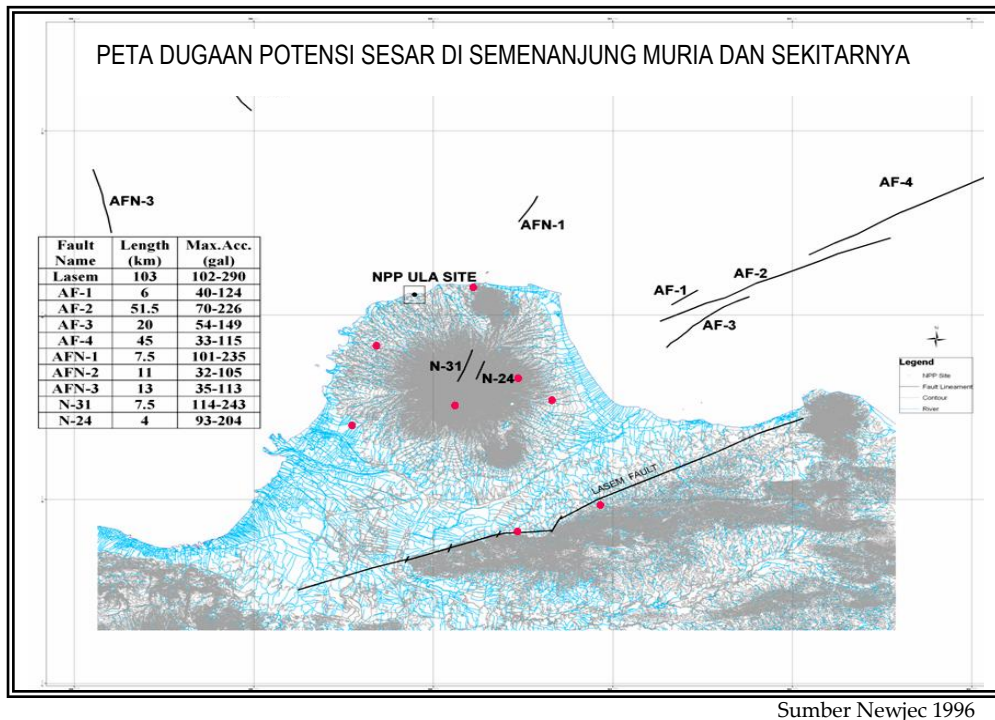 PETA DUGAAN POTENSI SESAR DI SEMENANJUNG MURIA DAN SEKITARNYA
AF-4
AFN-3
AFN-1
Fault Name Length (km) Max.Acc. (gal)
Lasem 103 102-290
AF-1 6 40-124
AF-2 51.5 70-226
AF-3 20 54-149
AF-4 45 33-115
AFN-1 7.5 101-235
AFN-2 11 32-105
AFN-3 13 35-113
N-31 7.5 114-243
N-24 4 93-204
NPP ULA SITE
AF-2
AF-1
AF-3
N-31
N-24
Legend
NPP Site
Fault Lineament
Contour
River
LASEM FAULT
Sumber Newjec 1996